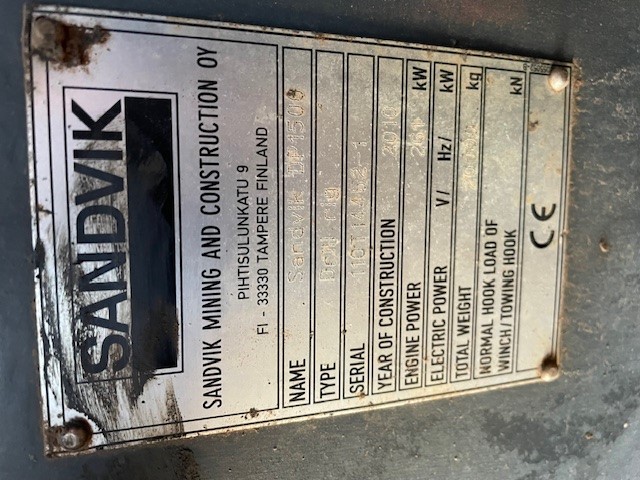 SANDVIK
SANDVIK MINING AND CONSTRUCTION OY
PIHTISULUNKATU 9
FI - 33330 TAMPERE FINLAND
NAME Sandvik DP1500
TYPE rig
SERIAL
YEAR OF CONSTRUCTION 2010
ENGINE POWER kW
ELECTRIC POWER V/ Hz/ kW
TOTAL WEIGHT kg
NORMAL HOOK LOAD OF
WINCH/TOWING HOOK kN
CE